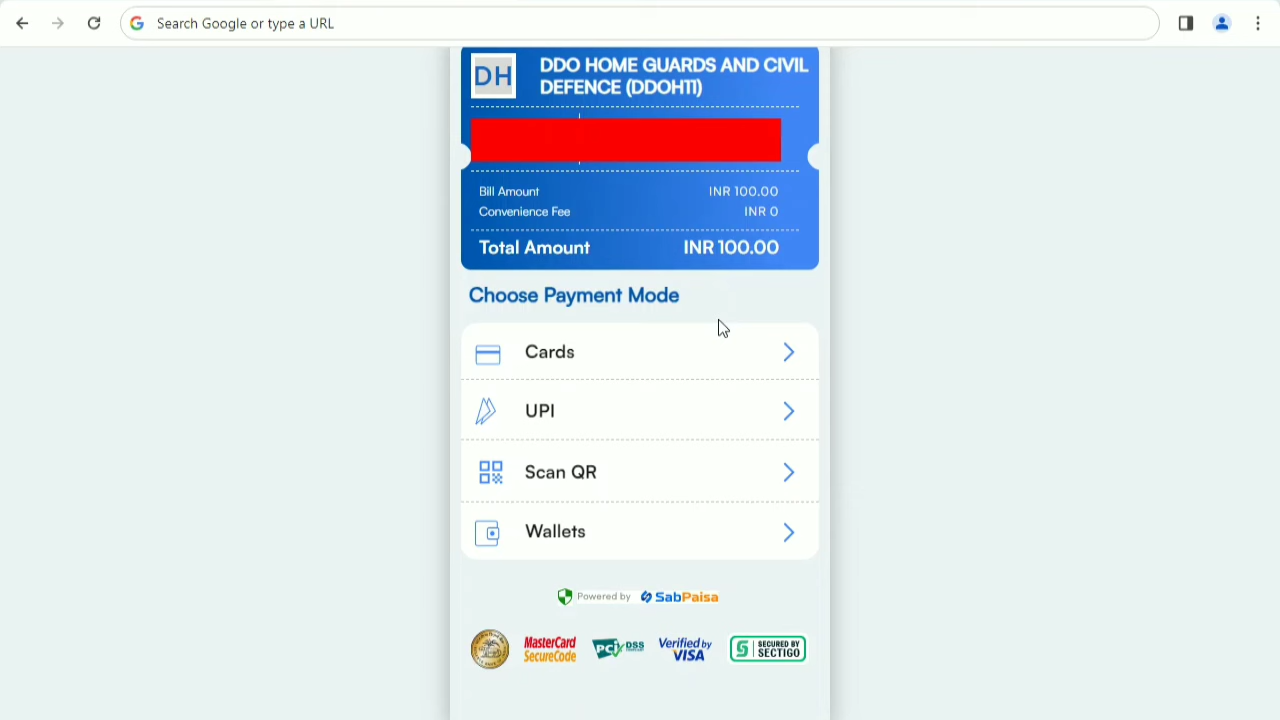 Search Google or type a URL
DH
DDO HOME GUARDS AND CIVIL
DEFENCE (DDOH11)
Bill Amount INR 100.00
Convenience Fee INR 0
Total Amount INR 100.00
Choose Payment Mode
Cards
UPI
Scan QR
Wallets
Powered by SabPaisa
MasterCard
SecureCode
PCI DSS
Verified by
VISA
SECURED BY
SECTIGO